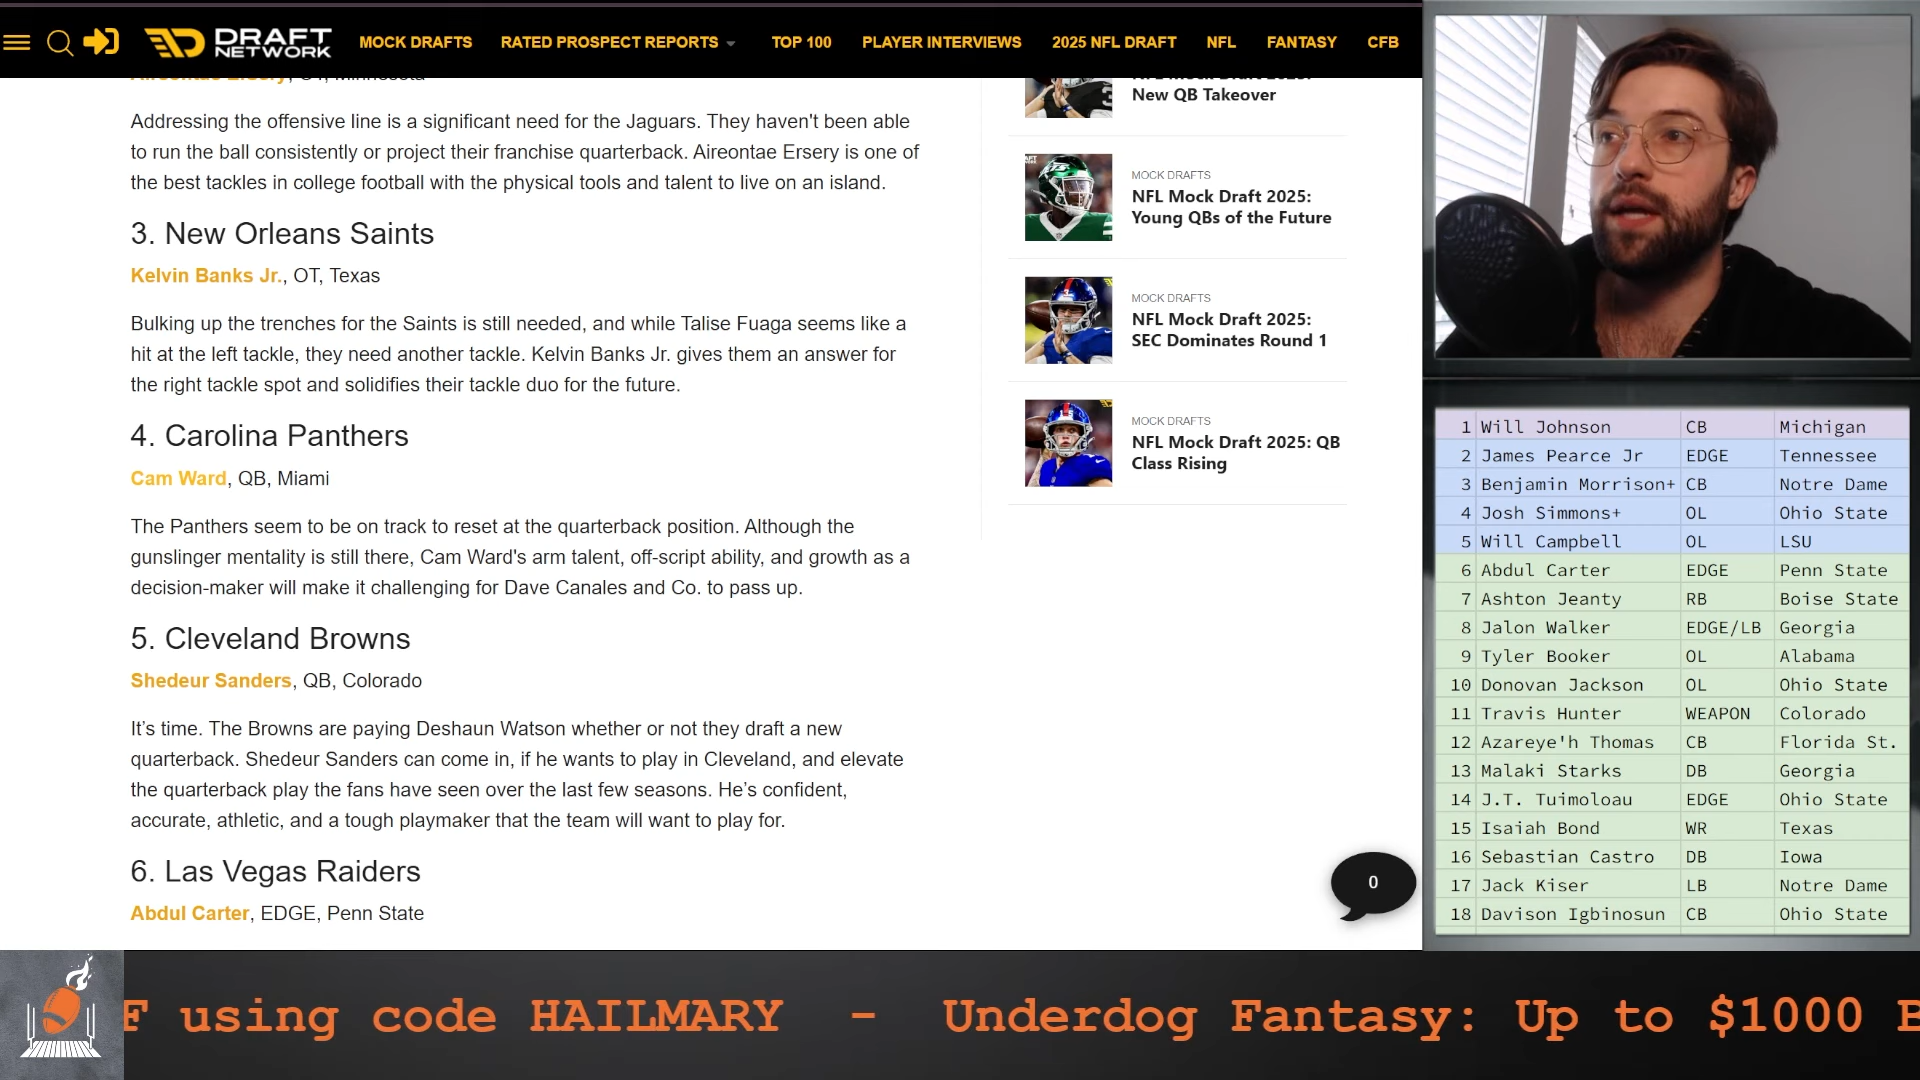 DRAFT
NETWORK
MOCK DRAFTS
RATED PROSPECT REPORTS
TOP 100
PLAYER INTERVIEWS
2025 NFL DRAFT
NFL
FANTASY
CFB
Aireontae Ersery, OT, Minnesota
Addressing the offensive line is a significant need for the Jaguars. They haven't been able
to run the ball consistently or project their franchise quarterback. Aireontae Ersery is one of
the best tackles in college football with the physical tools and talent to live on an island.
3. New Orleans Saints
Kelvin Banks Jr., OT, Texas
Bulking up the trenches for the Saints is still needed, and while Talise Fuaga seems like a
hit at the left tackle, they need another tackle. Kelvin Banks Jr. gives them an answer for
the right tackle spot and solidifies their tackle duo for the future.
4. Carolina Panthers
Cam Ward, QB, Miami
The Panthers seem to be on track to reset at the quarterback position. Although the
gunslinger mentality is still there, Cam Ward's arm talent, off-script ability, and growth as a
decision-maker will make it challenging for Dave Canales and Co. to pass up.
5. Cleveland Browns
Shedeur Sanders, QB, Colorado
It’s time. The Browns are paying Deshaun Watson whether or not they draft a new
quarterback. Shedeur Sanders can come in, if he wants to play in Cleveland, and elevate
the quarterback play the fans have seen over the last few seasons. He’s confident,
accurate, athletic, and a tough playmaker that the team will want to play for.
6. Las Vegas Raiders
Abdul Carter, EDGE, Penn State
NFL Mock Draft 2025:
New QB Takeover
MOCK DRAFTS
NFL Mock Draft 2025:
Young QBs of the Future
MOCK DRAFTS
NFL Mock Draft 2025:
SEC Dominates Round 1
MOCK DRAFTS
NFL Mock Draft 2025: QB
Class Rising
0
1 Will Johnson CB Michigan
2 James Pearce Jr EDGE Tennessee
3 Benjamin Morrison+ CB Notre Dame
4 Josh Simmons+ OL Ohio State
5 Will Campbell OL LSU
6 Abdul Carter EDGE Penn State
7 Ashton Jeanty RB Boise State
8 Jalon Walker EDGE/LB Georgia
9 Tyler Booker OL Alabama
10 Donovan Jackson OL Ohio State
11 Travis Hunter WEAPON Colorado
12 Azareye'h Thomas CB Florida St.
13 Malaki Starks DB Georgia
14 J.T. Tuimoloau EDGE Ohio State
15 Isaiah Bond WR Texas
16 Sebastian Castro DB Iowa
17 Jack Kiser LB Notre Dame
18 Davison Igbinosun CB Ohio State
F using code HAILMARY - Underdog Fantasy: Up to $1000 B